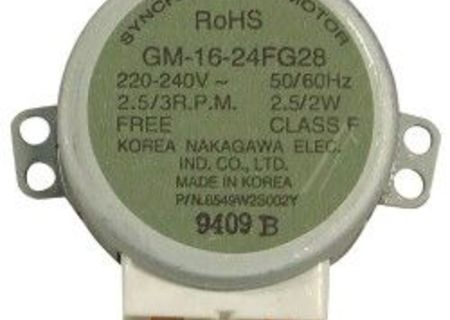 SYNCHRONOUS MOTOR
RoHS
GM-16-24FG28
220-240V ~ 50/60Hz
2.5/3R.P.M. 2.5/2W
FREE CLASS F
KOREA NAKAGAWA ELEC.
IND. CO., LTD.
MADE IN KOREA
P/N.6549W2S002Y
9409 B